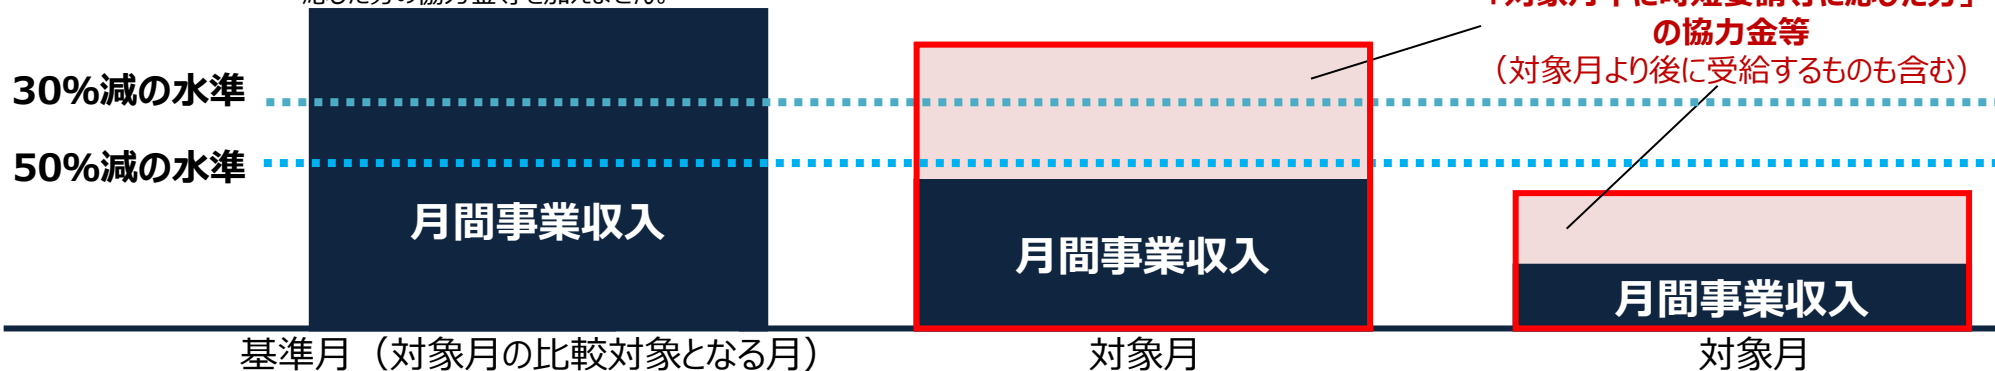 の協力金等
（対象月より後に受給するものも含む）
30%減の水準
50%減の水準
月間事業収入
月間事業収入
月間事業収入
基準月（対象月の比較対象となる月）
対象月
対象月